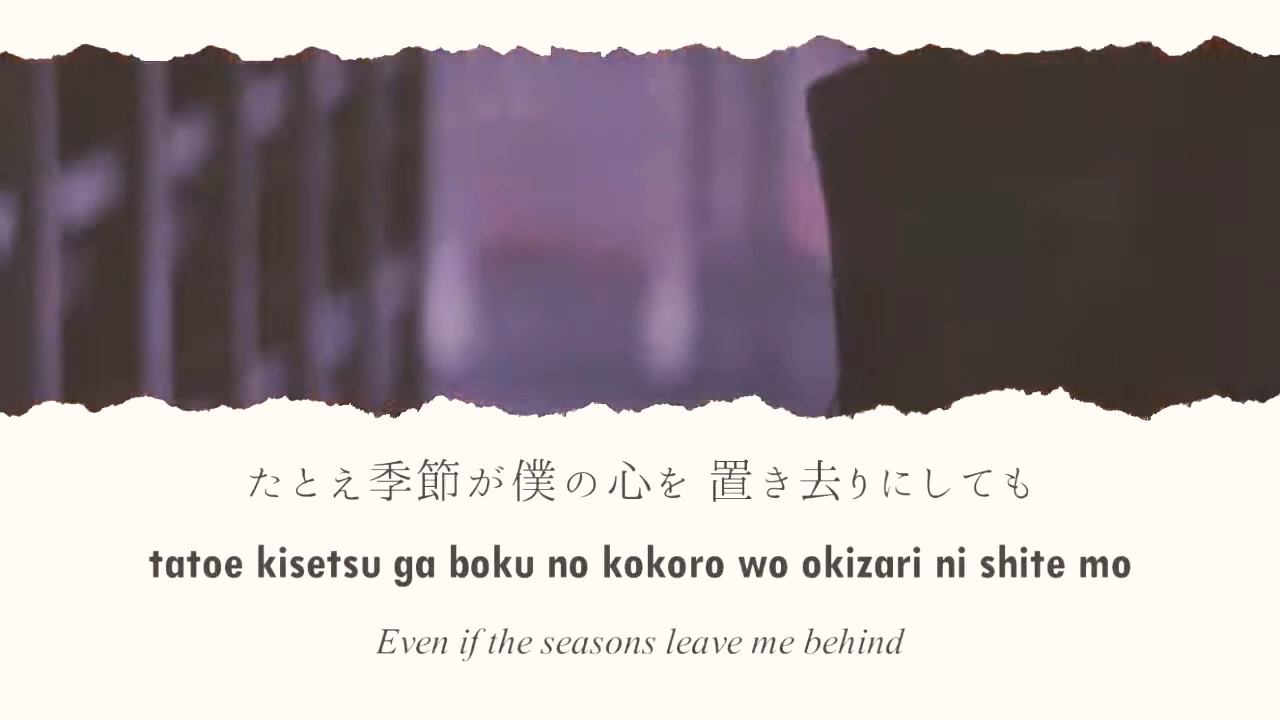 たとえ季節が僕の心を 置き去りにしても
tatoe kisetsu ga boku no kokoro wo okizari ni shite mo
Even if the seasons leave me behind